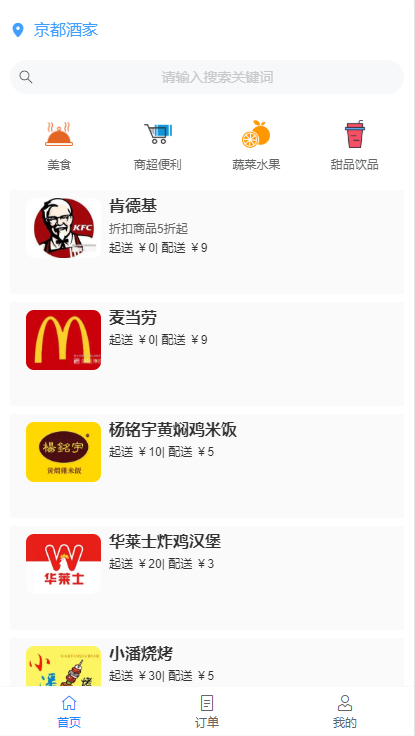 京都酒家
请输入搜索关键词
美食
商超便利
蔬菜水果
甜品饮品
KFC
肯德基
折扣商品5折起
起送 ￥0| 配送 ￥9
麦当劳
起送 ￥0| 配送 ￥9
楊銘宇
黄焖雞米饭
杨铭宇黄焖鸡米饭
起送 ￥10| 配送 ￥5
华莱士
华莱士炸鸡汉堡
起送 ￥20| 配送 ￥3
小
潘
烤
小潘烧烤
起送 ￥30| 配送 ￥5
首页
订单
我的